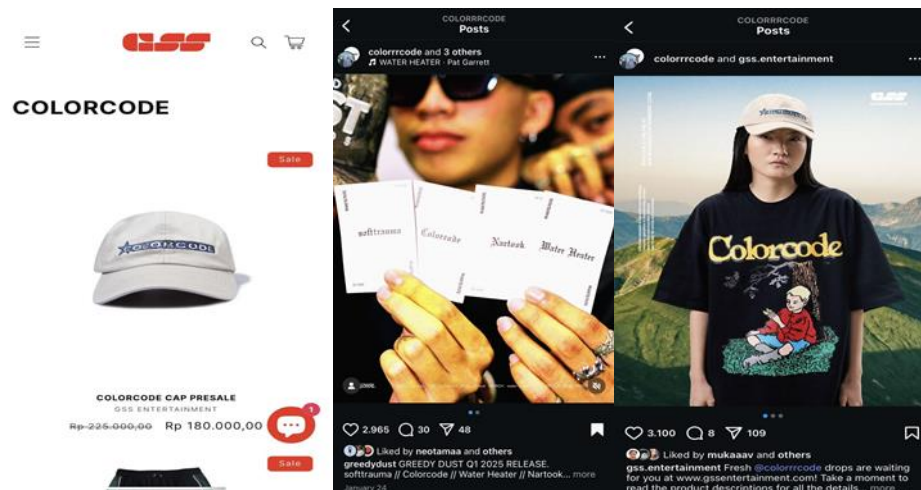 GSS
COLORCODE
Sale
COLORCODE
COLORCODE CAP PRESALE
GSS ENTERTAINMENT
Rp 225.000,00 Rp 180.000,00
1
Sale
COLORRRCODE
Posts
colorrrcode and 3 others
WATER HEATER · Pat Garrett
softtrauma
Colorcode
Nartook
Water Heater
2.965 30 48
Liked by neotamaa and others
greedydust GREEDY DUST Q1 2025 RELEASE.
softtrauma // Colorcode // Water Heater // Nartook... more
January 24
COLORRRCODE
Posts
colorrrcode and gss.entertainment
GSS
Colorcode
3.100 8 109
Liked by mukaaav and others
gss.entertainment Fresh @colorrrcode drops are waiting
for you at www.gssentertainment.com! Take a moment to
read the product descriptions for all the details... more